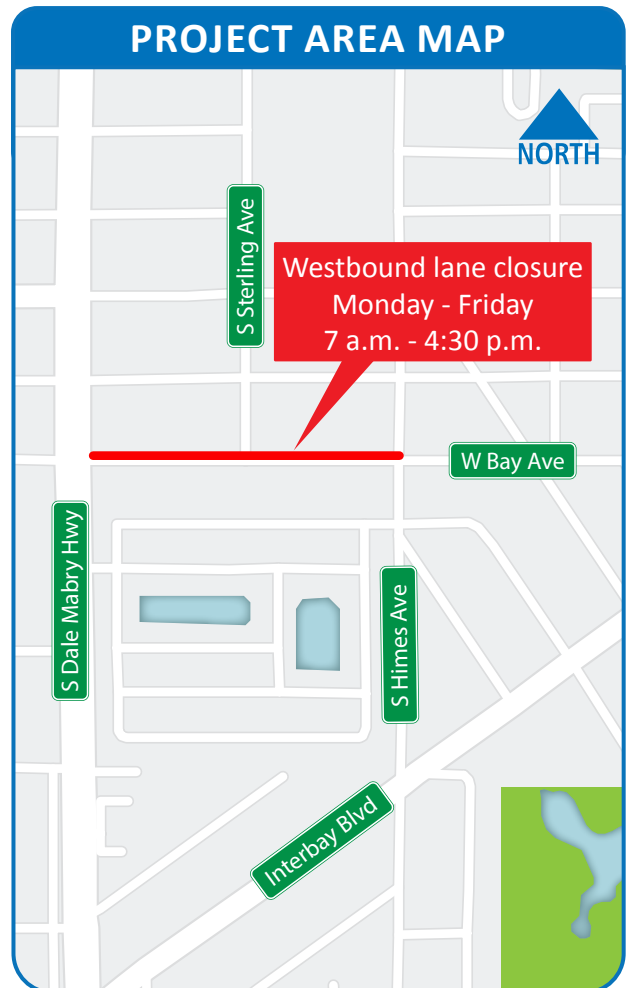 PROJECT AREA MAP
NORTH
S Sterling Ave
Westbound lane closure
Monday - Friday
7 a.m. - 4:30 p.m.
W Bay Ave
S Dale Mabry Hwy
S Himes Ave
Interbay Blvd